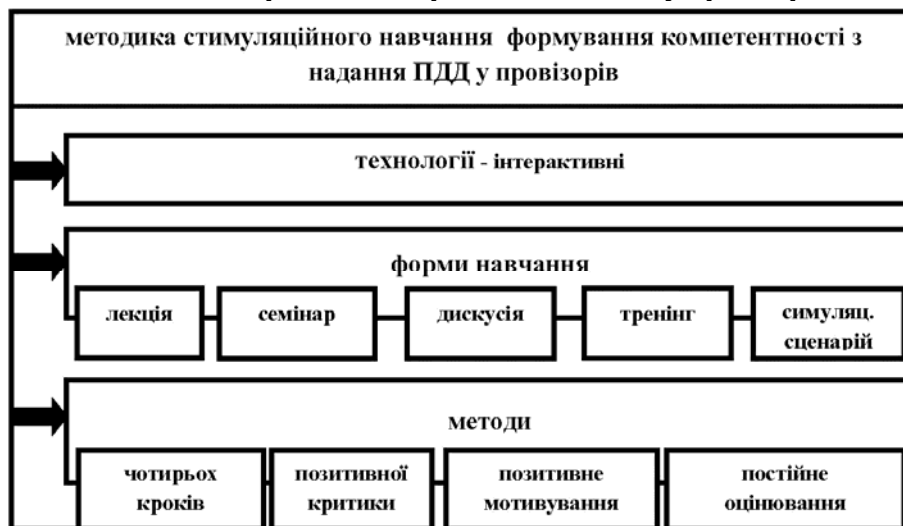 методика стимуляційного навчання формування компетентності з
надання ПДД у провізорів
технології - інтерактивні
форми навчання
лекція
семінар
дискусія
тренінг
симуляц.
сценарій
методи
чотирьох
кроків
позитивної
критики
позитивне
мотивування
постійне
оцінювання